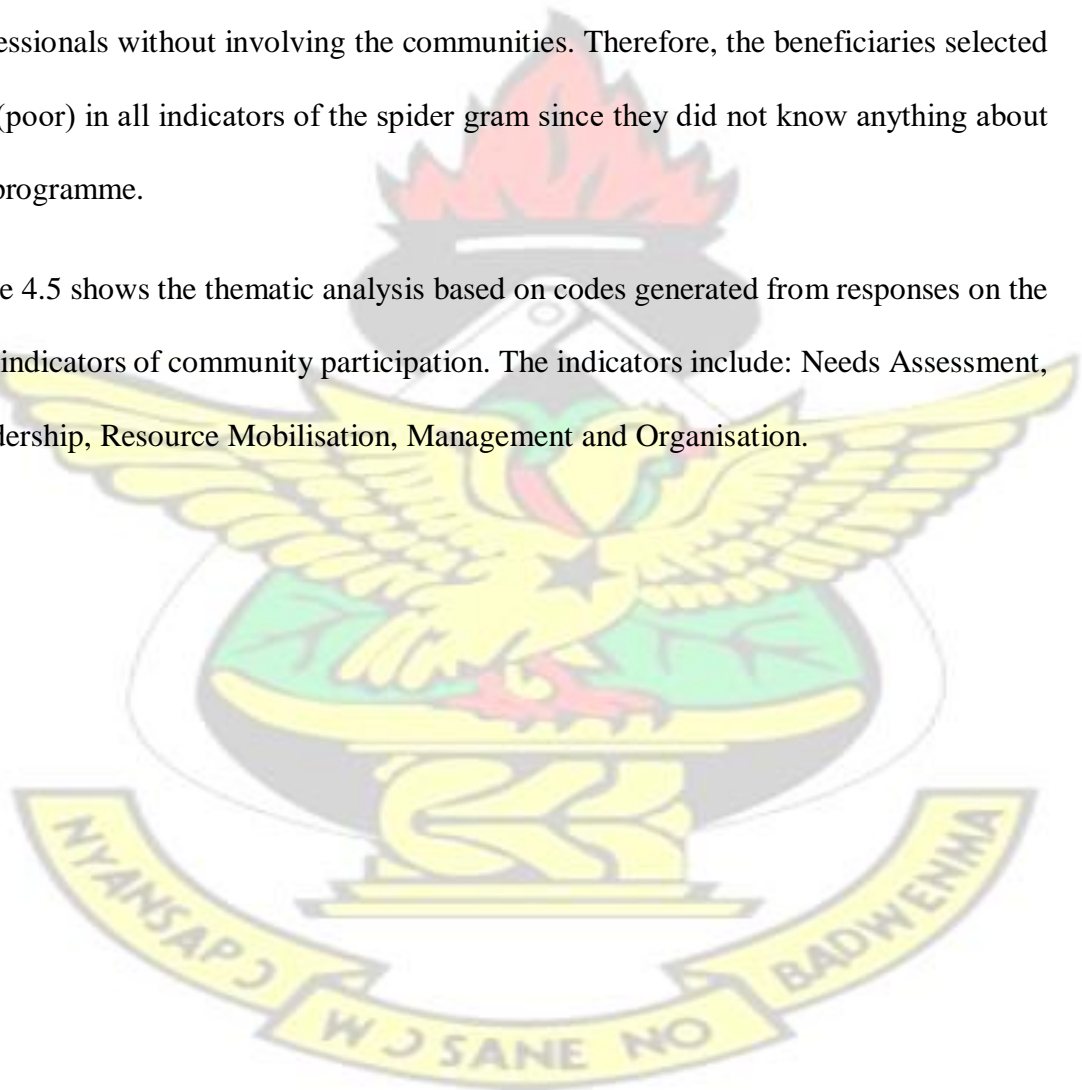 essionals without involving the communities. Therefore, the beneficiaries selected
(poor) in all indicators of the spider gram since they did not know anything about
programme.
e 4.5 shows the thematic analysis based on codes generated from responses on the
indicators of community participation. The indicators include: Needs Assessment,
dership, Resource Mobilisation, Management and Organisation.
NYANSAPƆ
WƆ SANE NO
BADWENMA